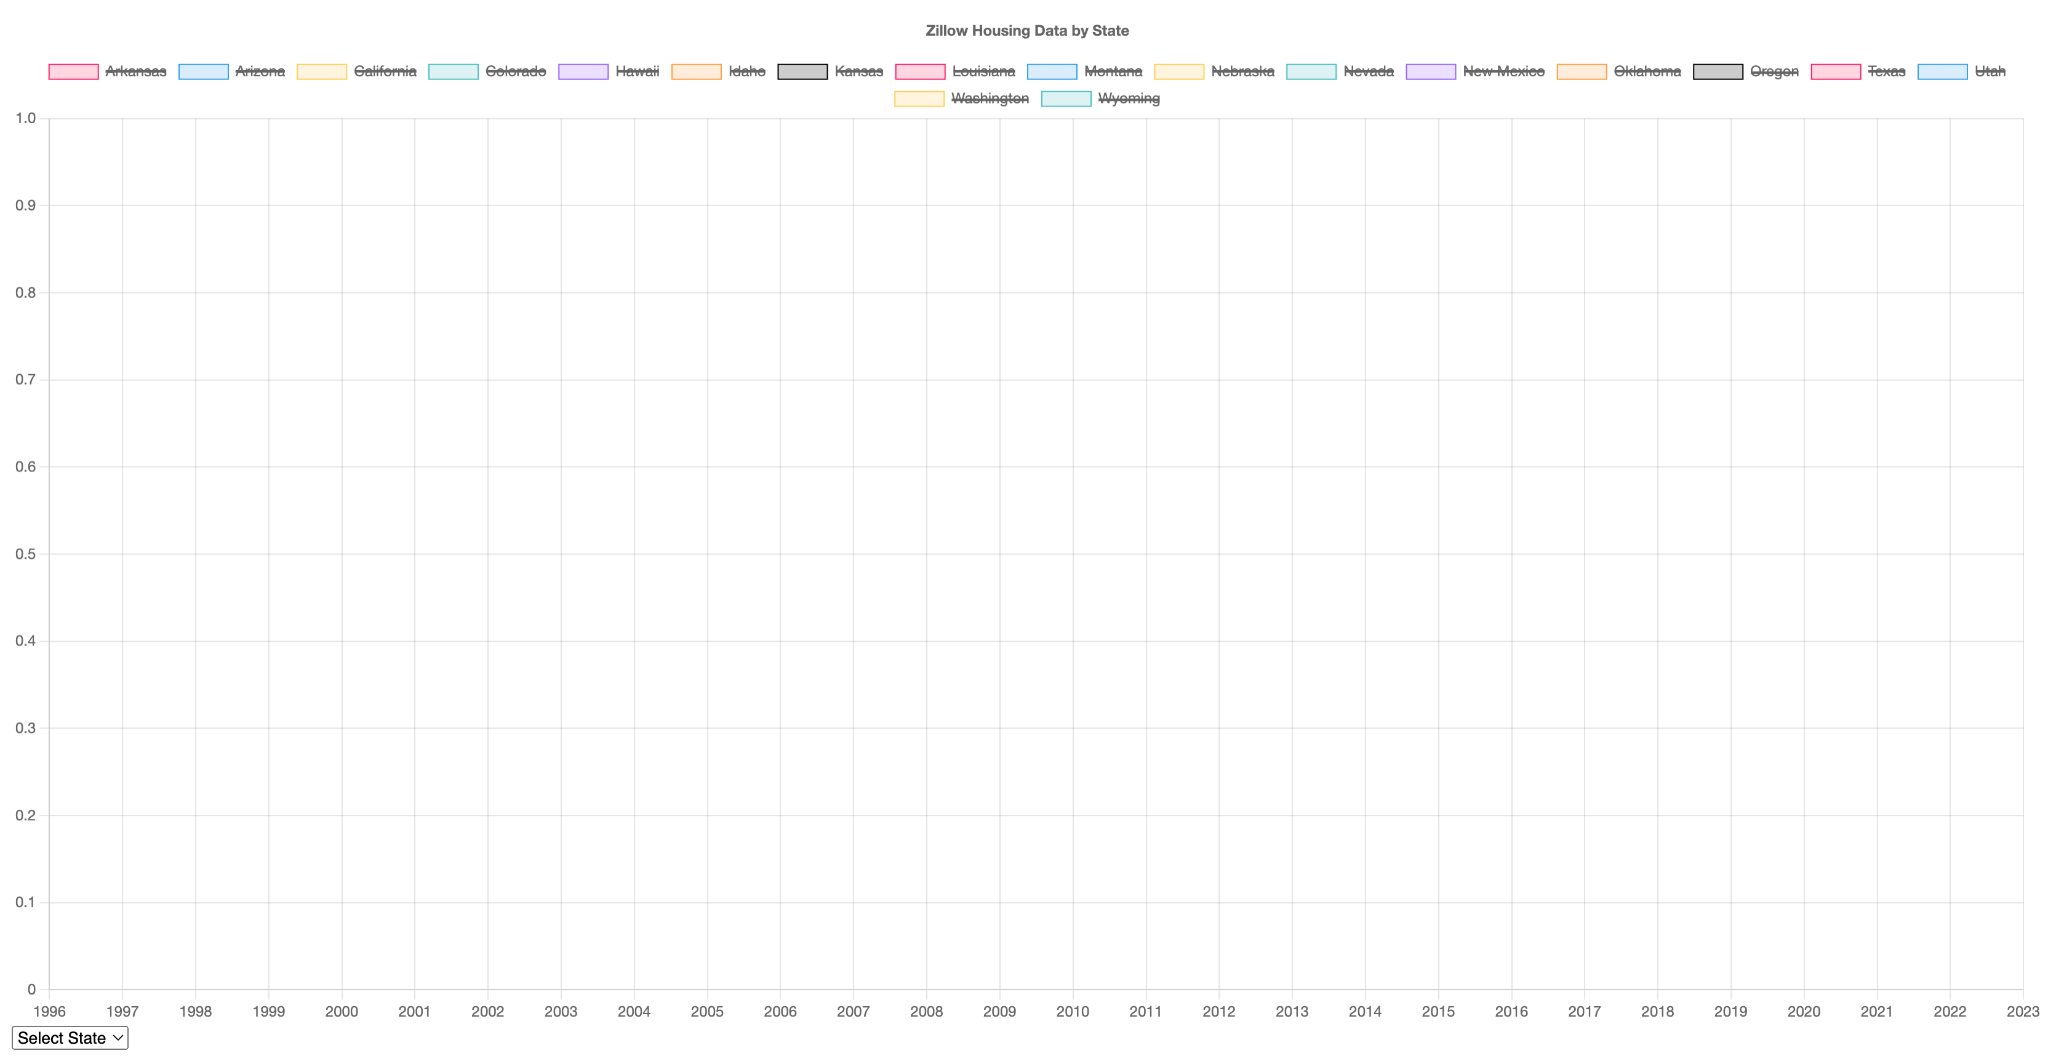 Zillow Housing Data by State
Arkansas Arizona California Colorado Hawaii Idaho Kansas Louisiana Montana Nebraska Nevada New Mexico Oklahoma Orogon Texas Utah
Washington Wyoming
1.0
0.9
0.8
0.7
0.6
0.5
0.4
0.3
0.2
0.1
0
1996 1997 1998 1999 2000 2001 2002 2003 2004 2005 2006 2007 2008 2009 2010 2011 2012 2013 2014 2015 2016 2017 2018 2019 2020 2021 2022 2023
Select State